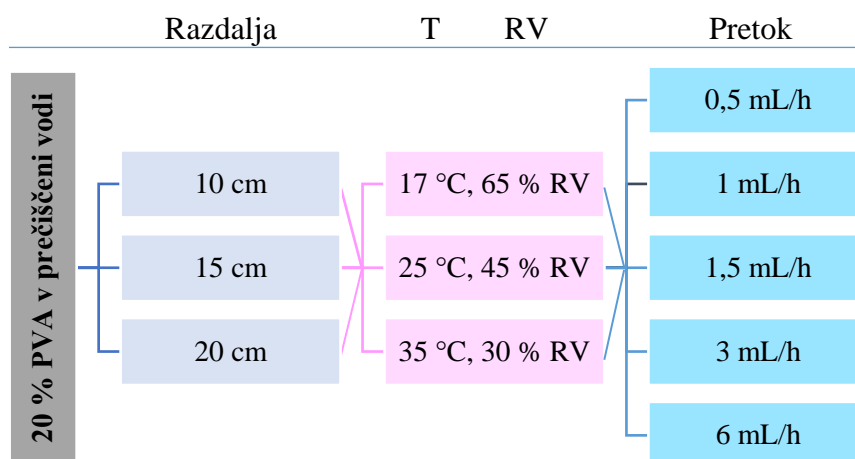 Razdalja T RV Pretok
20 % PVA v prečiščeni vodi
10 cm
15 cm
20 cm
17 °C, 65 % RV
25 °C, 45 % RV
35 °C, 30 % RV
0,5 mL/h
1 mL/h
1,5 mL/h
3 mL/h
6 mL/h